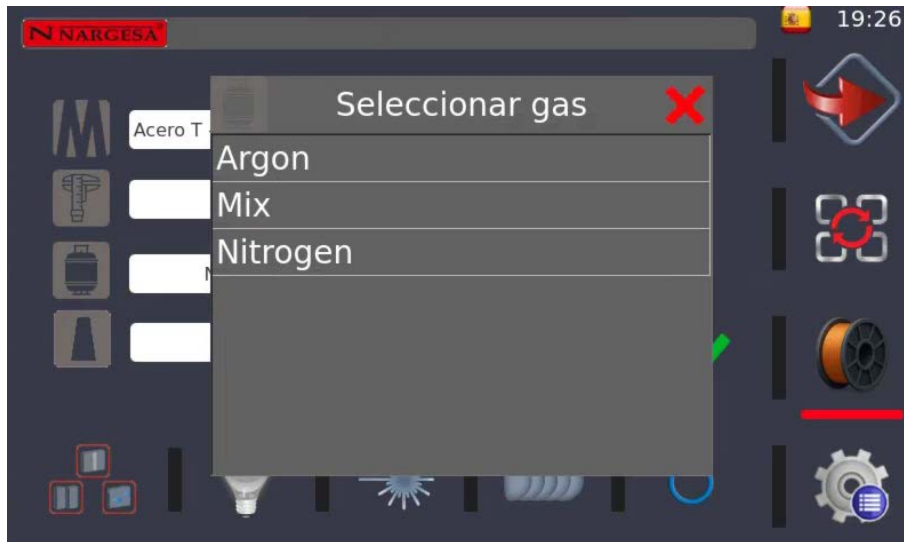 N NARGESA
19:26
Seleccionar gas
Acero T
Argon
Mix
Nitrogen